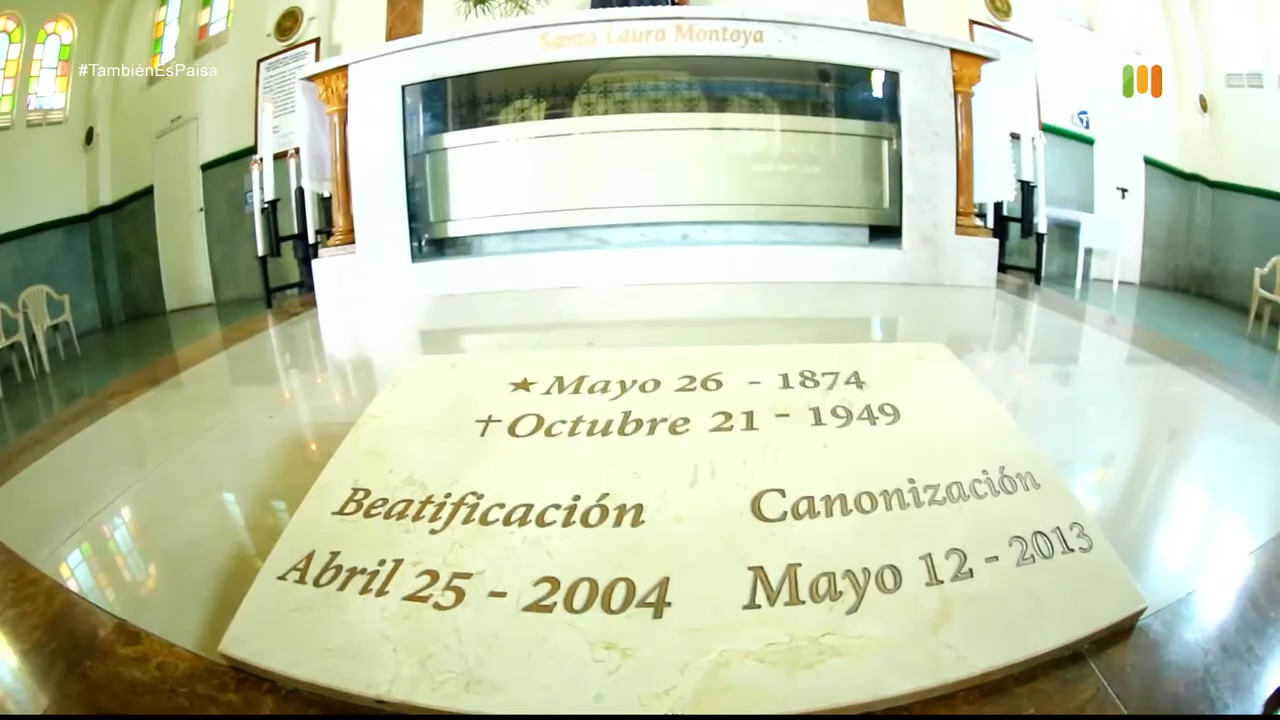 Santa Laura Montoya
#TambiénEsPaisa
★Mayo 26 - 1874
†Octubre 21 - 1949
Beatificación
Abril 25 - 2004
Canonización
Mayo 12 - 2013